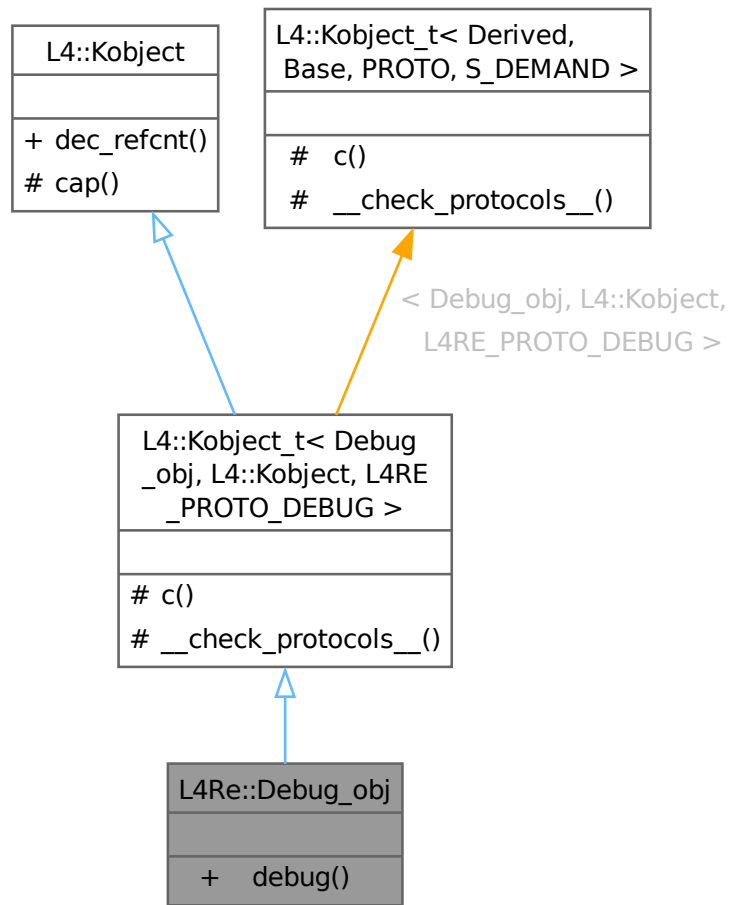 L4::Kobject
+ dec_refcnt()
# cap()
L4::Kobject_t< Derived,
Base, PROTO, S_DEMAND >
# c()
# __check_protocols__()
< Debug_obj, L4::Kobject,
L4RE_PROTO_DEBUG >
L4::Kobject_t< Debug
_obj, L4::Kobject, L4RE
_PROTO_DEBUG >
# c()
# __check_protocols__()
L4Re::Debug_obj
+ debug()